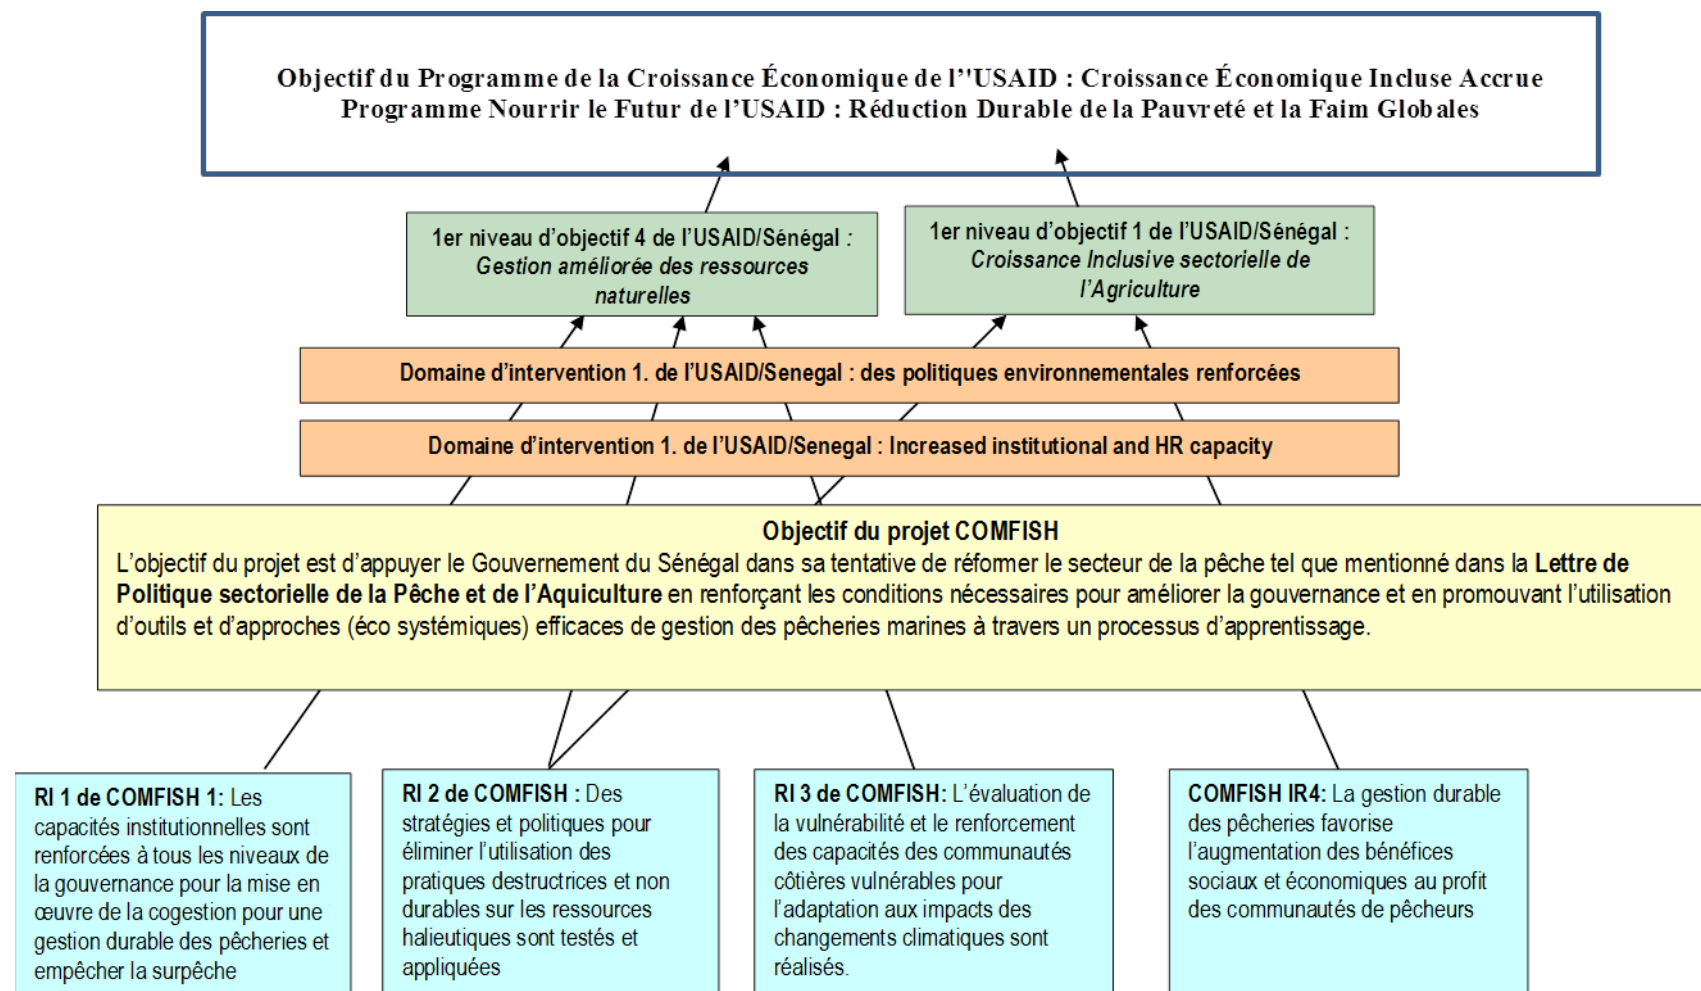 Objectif du Programme de la Croissance Économique de l’'USAID : Croissance Économique Incluse Accrue
Programme Nourrir le Futur de l’USAID : Réduction Durable de la Pauvreté et la Faim Globales
1er niveau d’objectif 4 de l’USAID/Sénégal :
Gestion améliorée des ressources
naturelles
1er niveau d’objectif 1 de l’USAID/Sénégal :
Croissance Inclusive sectorielle de
l’Agriculture
Domaine d’intervention 1. de l’USAID/Senegal : des politiques environnementales renforcées
Domaine d’intervention 1. de l’USAID/Senegal : Increased institutional and HR capacity
Objectif du projet COMFISH
L’objectif du projet est d’appuyer le Gouvernement du Sénégal dans sa tentative de réformer le secteur de la pêche tel que mentionné dans la Lettre de
Politique sectorielle de la Pêche et de l’Aquiculture en renforçant les conditions nécessaires pour améliorer la gouvernance et en promouvant l’utilisation
d’outils et d’approches (éco systémiques) efficaces de gestion des pêcheries marines à travers un processus d’apprentissage.
RI 1 de COMFISH 1: Les
capacités institutionnelles sont
renforcées à tous les niveaux de
la gouvernance pour la mise en
œuvre de la cogestion pour une
gestion durable des pêcheries et
empêcher la surpêche
RI 2 de COMFISH : Des
stratégies et politiques pour
éliminer l’utilisation des
pratiques destructrices et non
durables sur les ressources
halieutiques sont testés et
appliquées
RI 3 de COMFISH: L’évaluation de
la vulnérabilité et le renforcement
des capacités des communautés
côtières vulnérables pour
l’adaptation aux impacts des
changements climatiques sont
réalisés.
COMFISH IR4: La gestion durable
des pêcheries favorise
l’augmentation des bénéfices
sociaux et économiques au profit
des communautés de pêcheurs